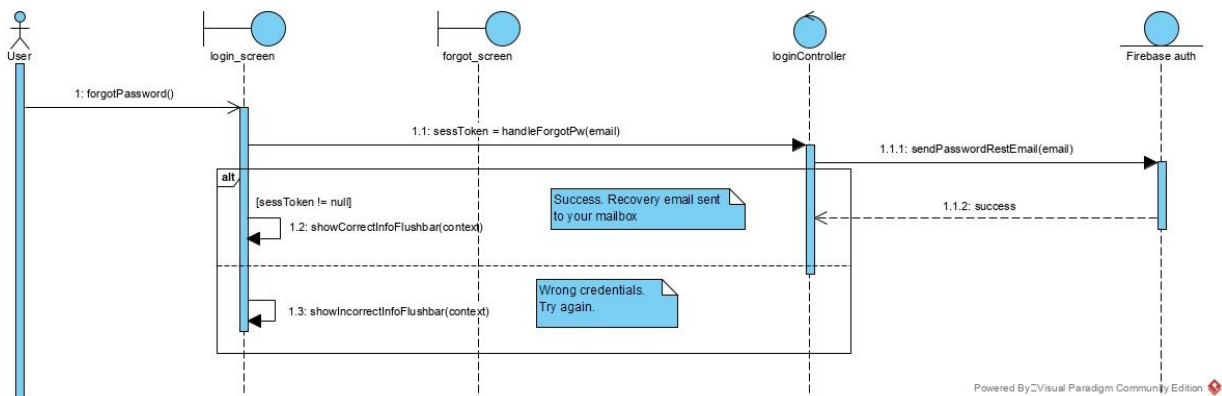 User
login_screen
forgot_screen
loginController
Firebase auth
1: forgotPassword()
1.1: sessToken = handleForgotPw(email)
1.1.1: sendPasswordRestEmail(email)
alt
[sessToken != null]
Success. Recovery email sent
to your mailbox
1.1.2: success
1.2: showCorrectInfoFlushbar(context)
Wrong credentials.
Try again.
1.3: showIncorrectInfoFlushbar(context)
Powered By Visual Paradigm Community Edition